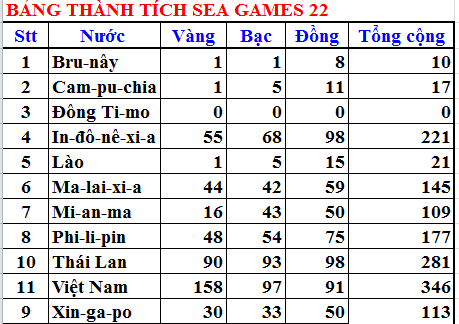 BẢNG THÀNH TÍCH SEA GAMES 22
Stt Nước Vàng Bạc Đồng Tổng cộng
1 Bru-nây 1 1 8 10
2 Cam-pu-chia 1 5 11 17
3 Đông Ti-mo 0 0 0 0
4 In-đô-nê-xi-a 55 68 98 221
5 Lào 1 5 15 21
6 Ma-lai-xi-a 44 42 59 145
7 Mi-an-ma 16 43 50 109
8 Phi-li-pin 48 54 75 177
10 Thái Lan 90 93 98 281
11 Việt Nam 158 97 91 346
9 Xin-ga-po 30 33 50 113